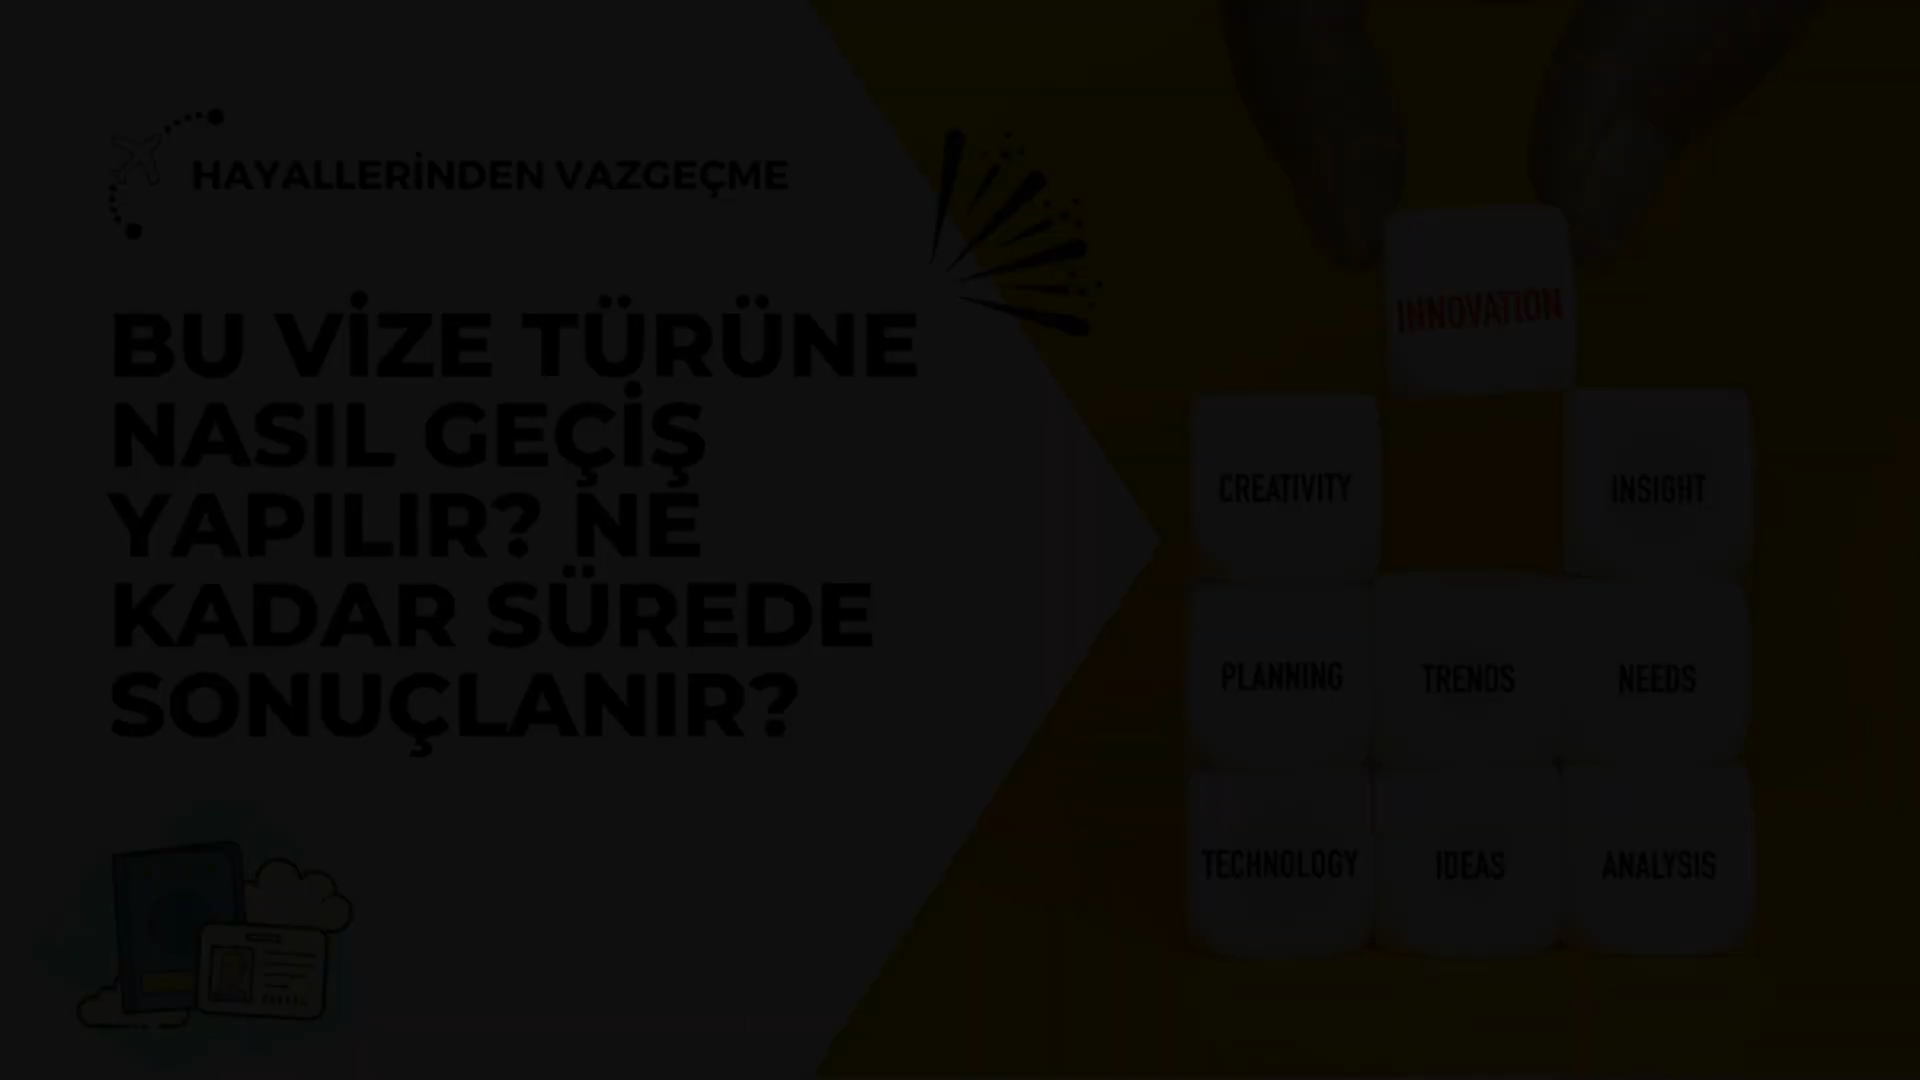 HAYALLERİNDEN VAZGEÇME
BU VİZE TÜRÜNE
NASIL GEÇİŞ
YAPILIR? NE
KADAR SÜREDE
SONUÇLANIR?
INNOVATION
CREATIVITY
INSIGHT
PLANNING
TRENDS
NEEDS
TECHNOLOGY
IDEAS
ANALYSIS